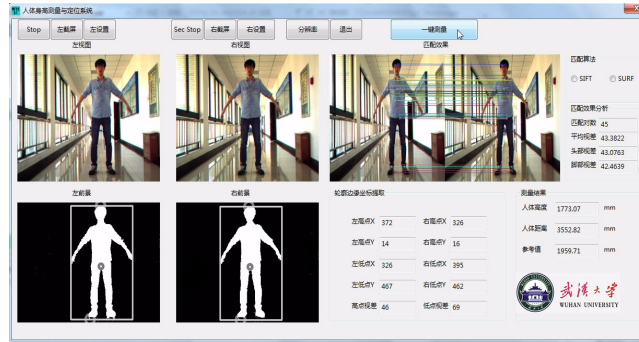 人体身高测量与定位系统
Stop 左截屏 左设置 Sec Stop 右截屏 右设置 分辨率 退出 一键测量
左视图 右视图 匹配效果
匹配算法
SIFT SURF
匹配效果分析
匹配对数 45
平均视差 43.3822
头部视差 43.0763
脚部视差 42.4639
左前景 右前景 轮廓边缘坐标提取 测量结果
左高点X 372 右高点X 326
左高点Y 14 右高点Y 16
左低点X 326 右低点X 395
左低点Y 467 右低点Y 462
高点视差 46 低点视差 69
人体高度 1773.07 mm
人体距离 3552.82 mm
参考值 1959.71 mm
武漢大学
WUHAN UNIVERSITY